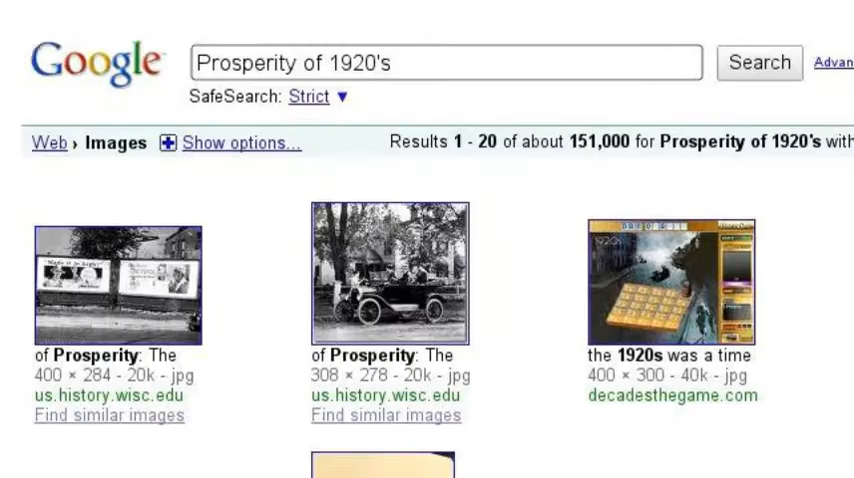 Google
Prosperity of 1920's
Search
Advan
SafeSearch: Strict ▼
Web › Images
Show options...
Results 1 - 20 of about 151,000 for Prosperity of 1920's with
of Prosperity: The
400 × 284 - 20k - jpg
us.history.wisc.edu
Find similar images
of Prosperity: The
308 × 278 - 20k - jpg
us.history.wisc.edu
Find similar images
1920s
the 1920s was a time
400 × 300 - 40k - jpg
decadesthegame.com